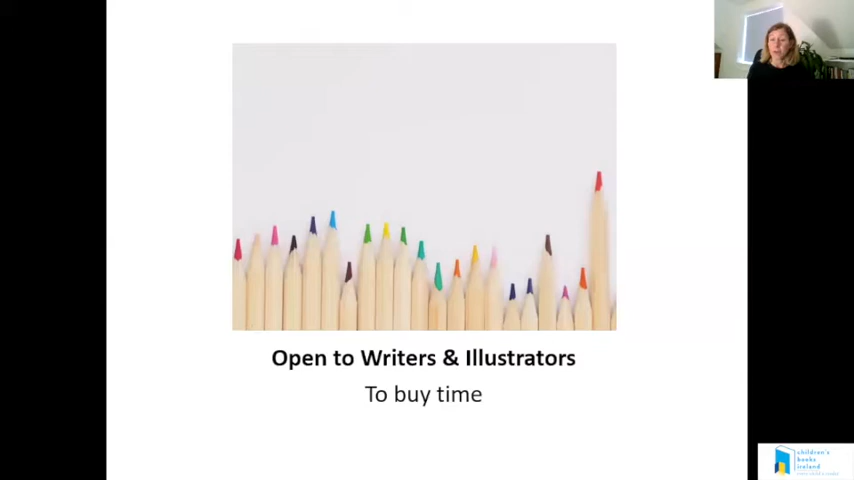 Open to Writers & Illustrators
To buy time
children's
books
ireland